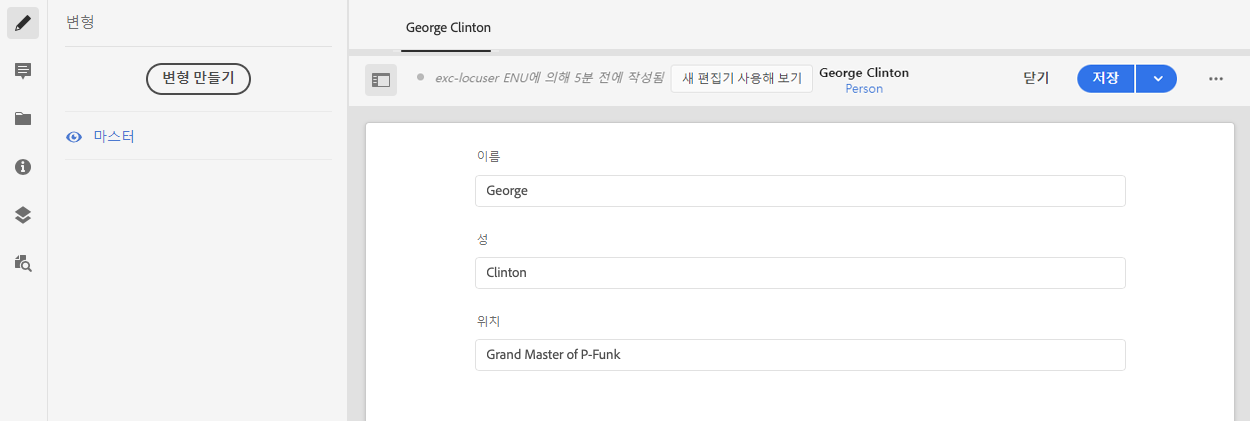 변형
변형 만들기
마스터
George Clinton
exc-locuser ENU에 의해 5분 전에 작성됨
새 편집기 사용해 보기
George Clinton
Person
닫기
저장
이름
George
성
Clinton
위치
Grand Master of P-Funk